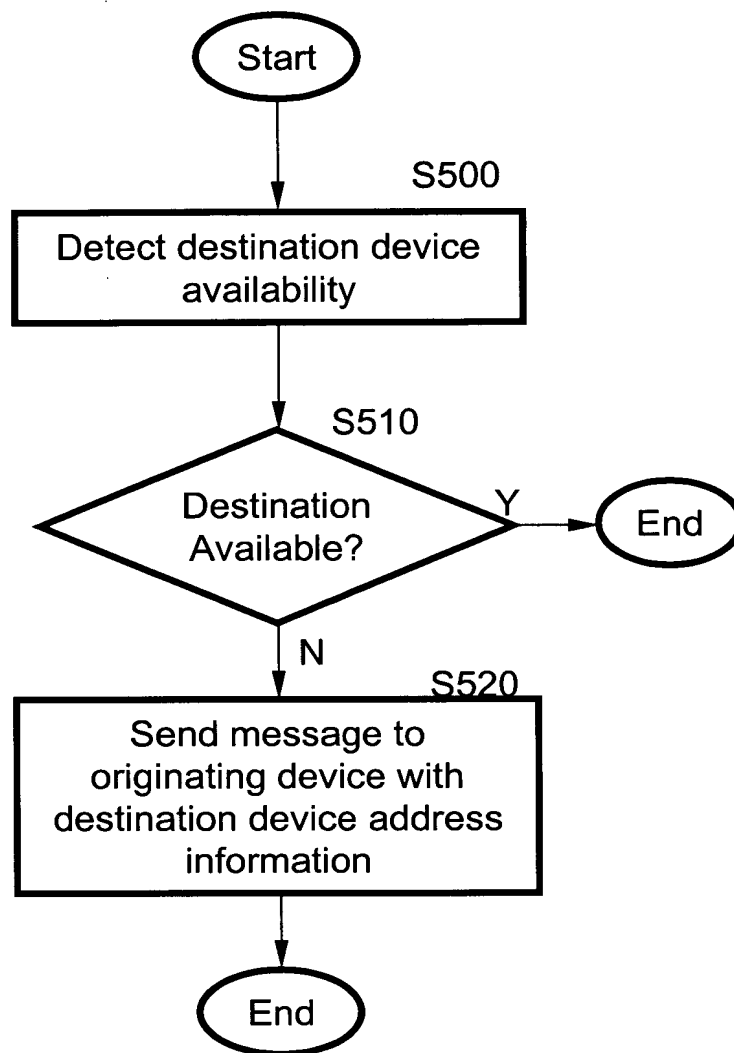 Start
S500
Detect destination device
availability
S510
Destination
Available?
Y
End
N
S520
Send message to
originating device with
destination device address
information
End